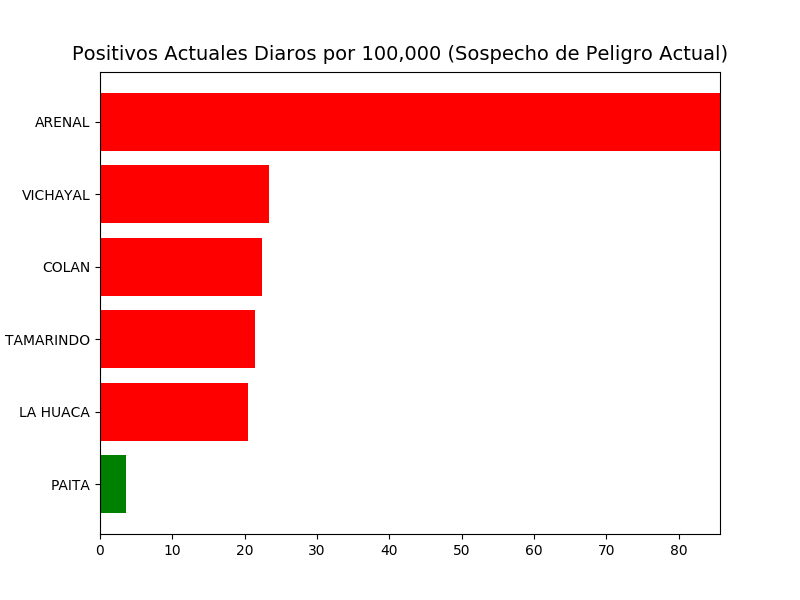 Positivos Actuales Diaros por 100,000 (Sospecho de Peligro Actual)
ARENAL
VICHAYAL
COLAN
TAMARINDO
LA HUACA
PAITA
0 10 20 30 40 50 60 70 80